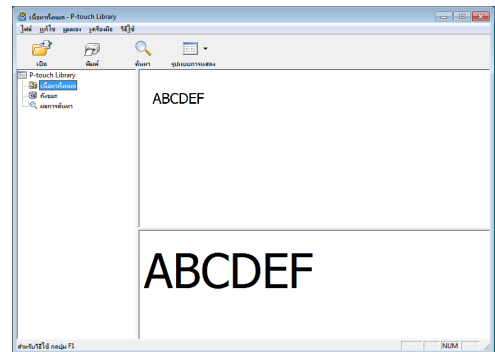 เนื้อหาทั้งหมด - P-touch Library
ไฟล์ แก้ไข มุมมอง เครื่องมือ วิธีใช้
เปิด พิมพ์ ค้นหา รูปแบบการแสดง
P-touch Library
เนื้อหาทั้งหมด
ถังขยะ
ผลการค้นหา
ABCDEF
ABCDEF
สำหรับวิธีใช้ กดปุ่ม F1
NUM